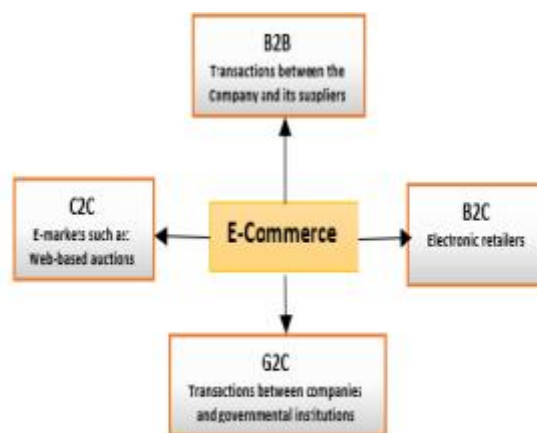 B2B
Transactions between the
Company and its suppliers
C2C
E-markets such as:
Web-based auctions
E-Commerce
B2C
Electronic retailers
G2C
Transactions between companies
and governmental institutions